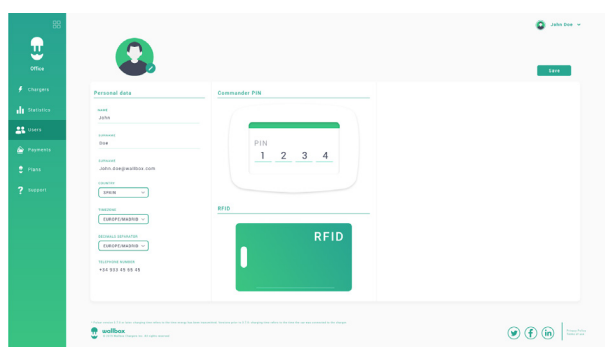 John Doe
Office
Save
Chargers
Statistics
Users
Payments
Plans
Support
Personal data
NAME
John
SURNAME
Doe
SURNAME
John.doe@wallbox.com
COUNTRY
SPAIN
TIMEZONE
EUROPE/MADRID
DECIMALS SEPARATOR
EUROPE/MADRID
TELEPHONE NUMBER
+34 933 45 65 45
Commander PIN
PIN
1 2 3 4
RFID
RFID
wallbox